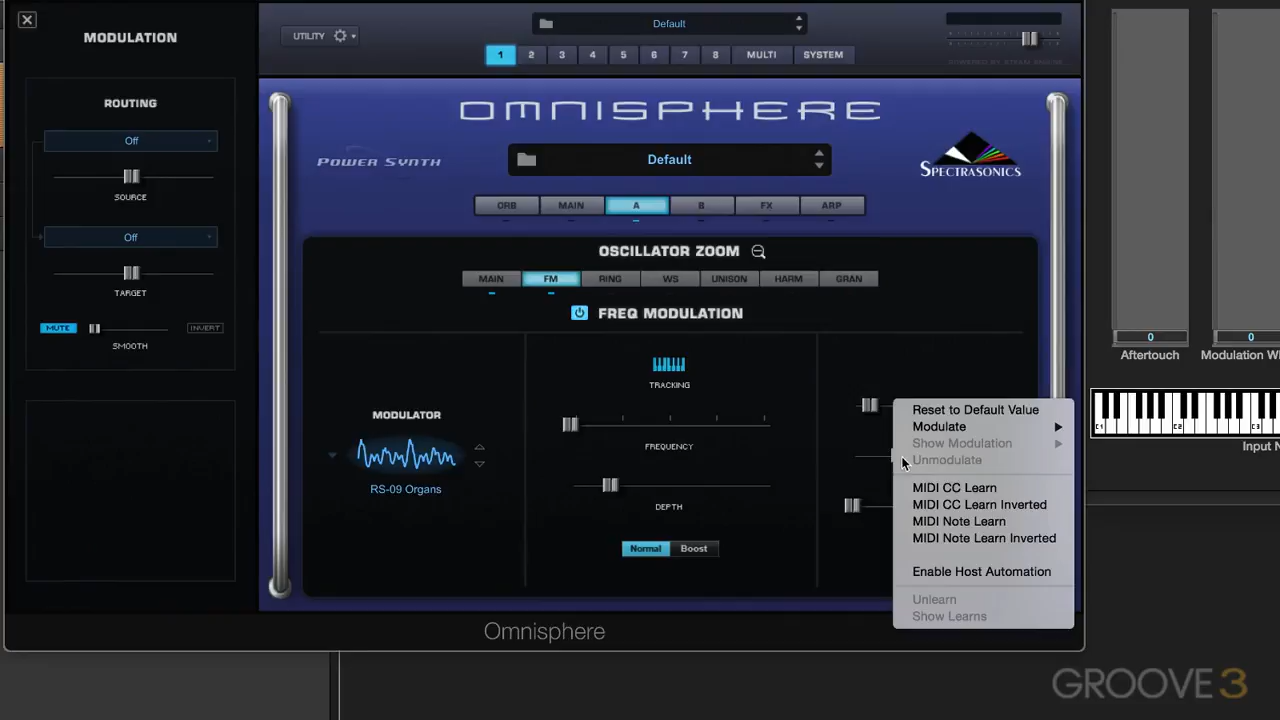 MODULATION
ROUTING
Off
SOURCE
Off
TARGET
MUTE
INVERT
SMOOTH
UTILITY
Default
1 2 3 4 5 6 7 8 MULTI SYSTEM
POWERED BY STEAM ENGINE
OMNISPHERE
POWER SYNTH
Default
SPECTRASONICS
ORB MAIN A B FX ARP
OSCILLATOR ZOOM
MAIN FM RING WS UNISON HARM GRAN
FREQ MODULATION
MODULATOR
RS-09 Organs
TRACKING
FREQUENCY
DEPTH
Normal Boost
Reset to Default Value
Modulate
Show Modulation
Unmodulate
MIDI CC Learn
MIDI CC Learn Inverted
MIDI Note Learn
MIDI Note Learn Inverted
Enable Host Automation
Unlearn
Show Learns
Omnisphere
0
0
Aftertouch
Modulation Wh
C1 C2 C3
Input N
GROOVE3